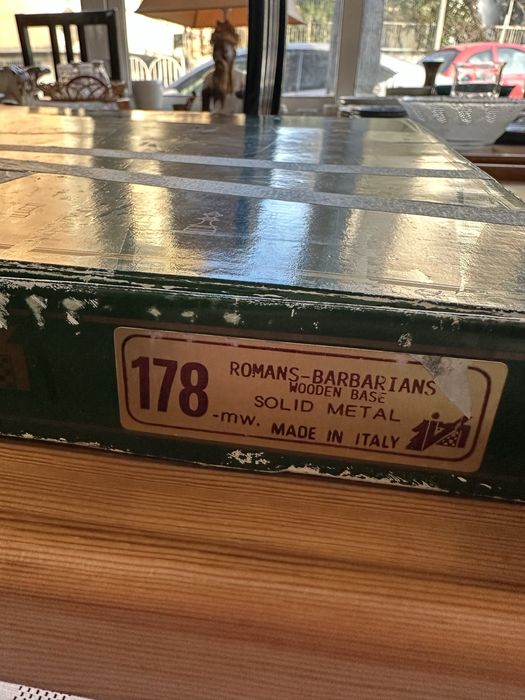 178
-MW.
ROMANS-BARBARIANS
WOODEN BASE
SOLID METAL
MADE IN ITALY